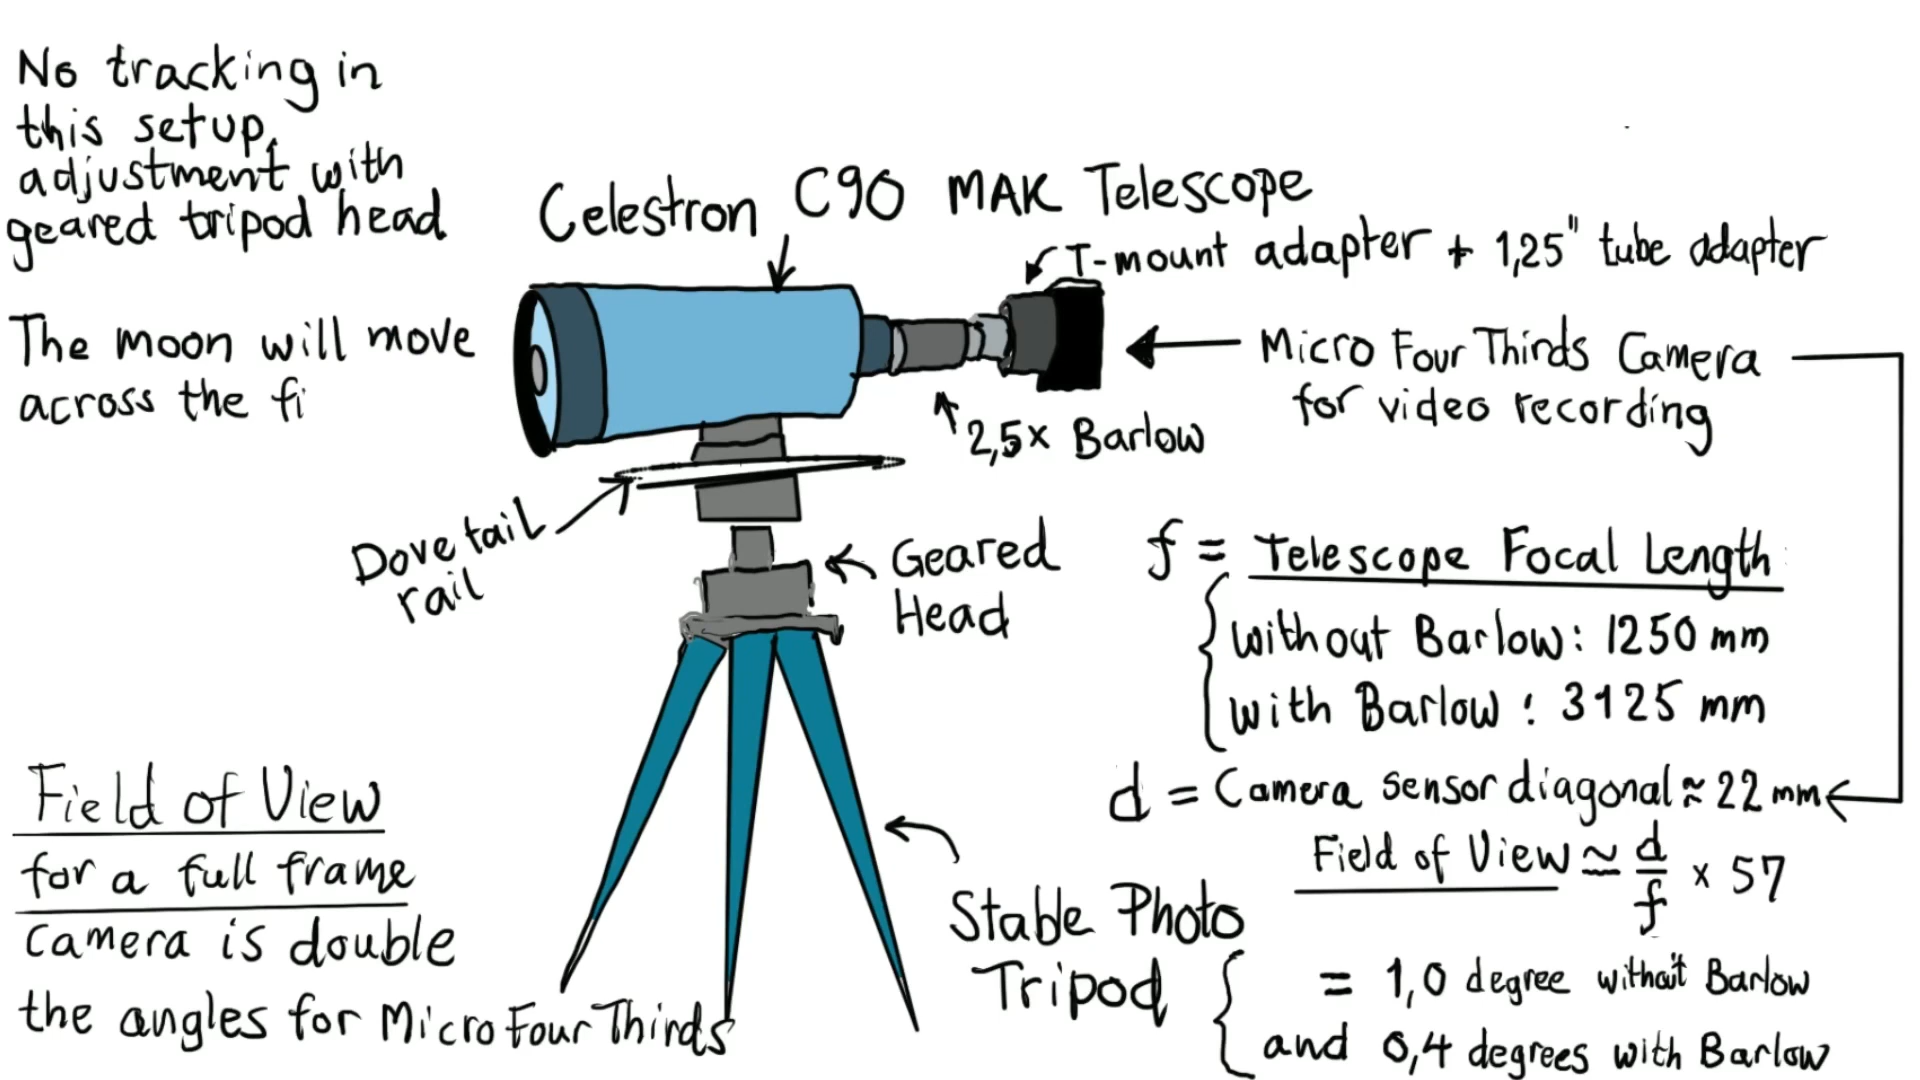 No tracking in
this setup,
adjustment with
geared tripod head
The moon will move
across the fi
Celestron C90 MAK Telescope
T-mount adapter + 1,25" tube adapter
Micro Four Thirds Camera
for video recording
2,5x Barlow
Dovetail
rail
Geared
Head
f = Telescope Focal Length
without Barlow: 1250 mm
with Barlow: 3125 mm
d = Camera sensor diagonal ≈ 22 mm
Field of View ≈ d/f x 57
= 1,0 degree without Barlow
and 0,4 degrees with Barlow
Stable Photo
Tripod
Field of View
for a full frame
camera is double
the angles for Micro Four Thirds